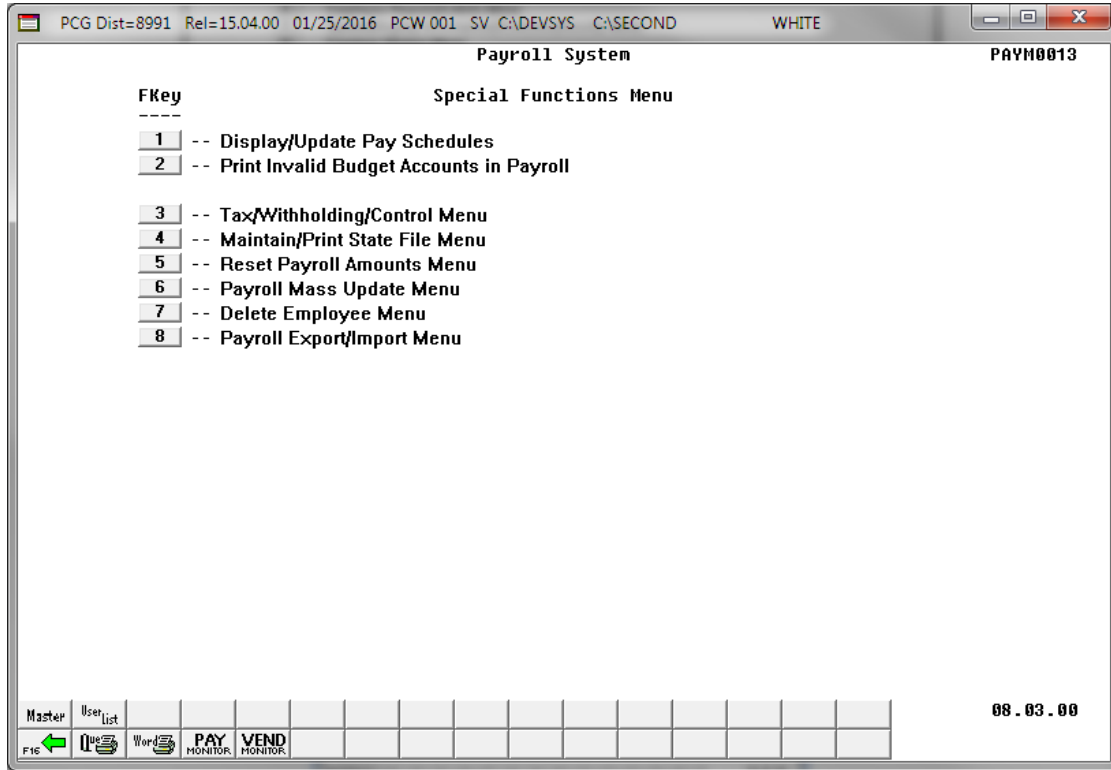 PCG Dist=8991 Rel=15.04.00 01/25/2016 PCW 001 SV C:\DEVSYS C:\SECOND WHITE
Payroll System PAYM0013
FKey Special Functions Menu
----
1 -- Display/Update Pay Schedules
2 -- Print Invalid Budget Accounts in Payroll
3 -- Tax/Withholding/Control Menu
4 -- Maintain/Print State File Menu
5 -- Reset Payroll Amounts Menu
6 -- Payroll Mass Update Menu
7 -- Delete Employee Menu
8 -- Payroll Export/Import Menu
Master User List 08.03.00
F16 Que Word PAY MONITOR VEND MONITOR